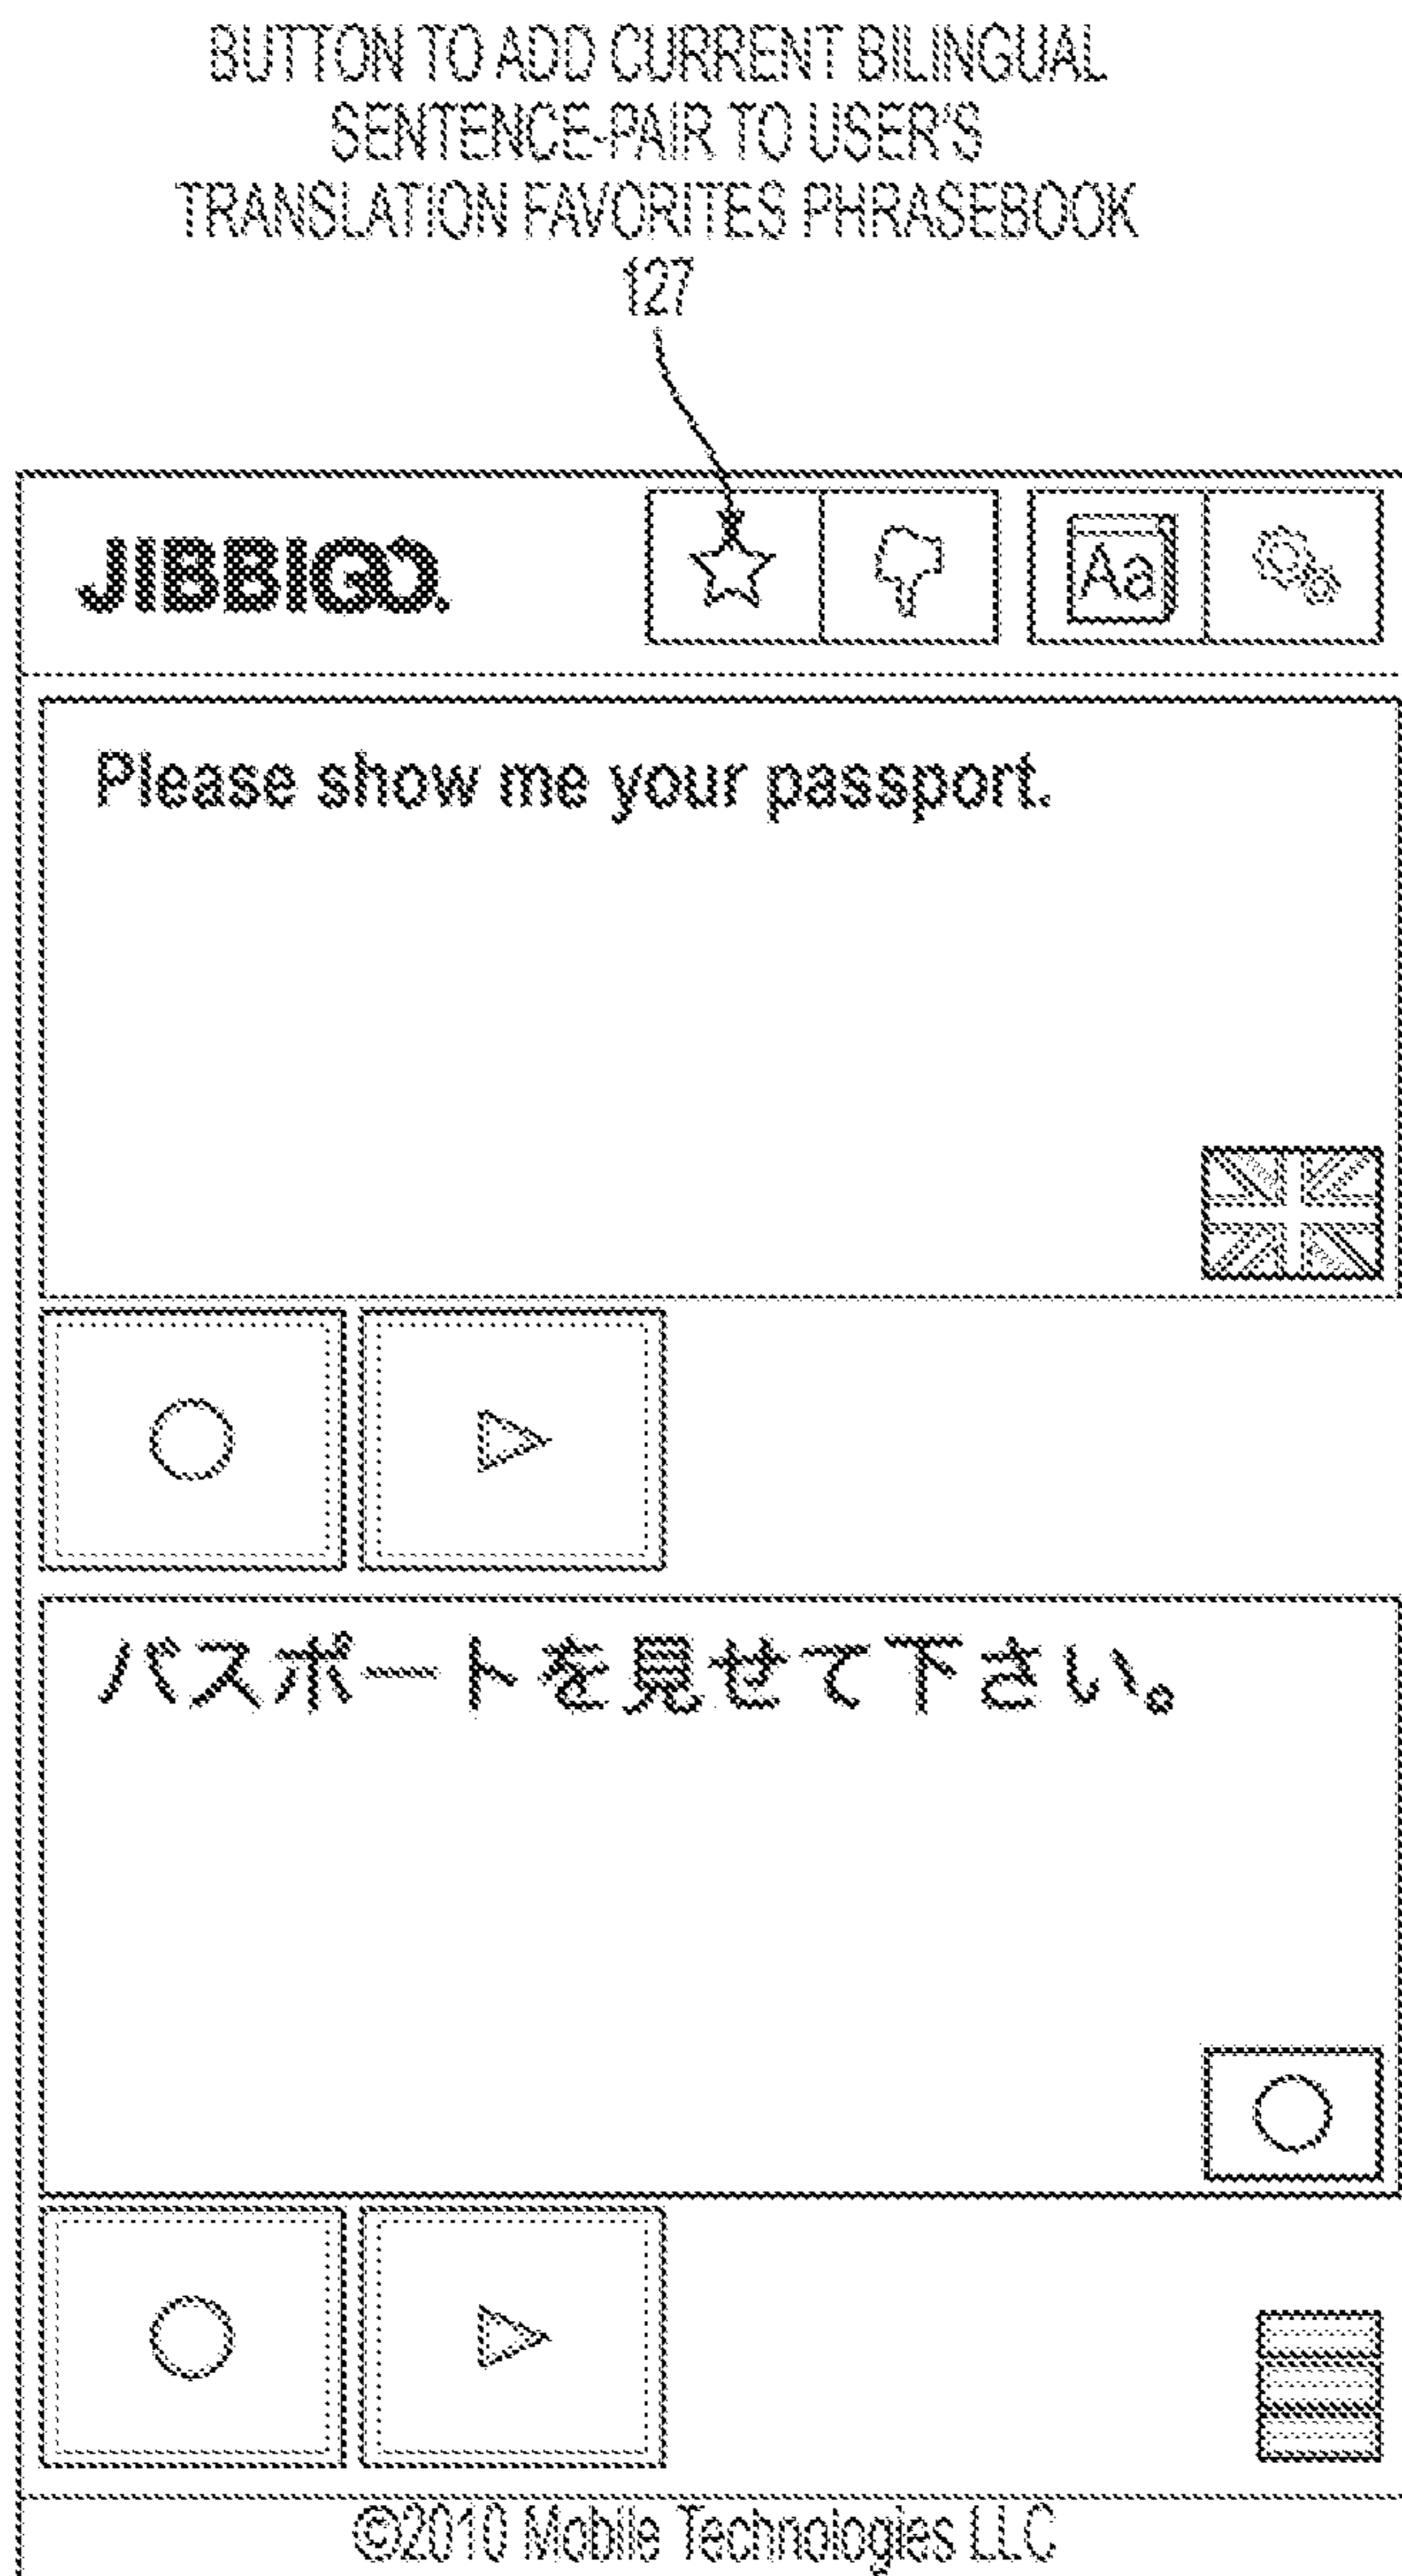 BUTTON TO ADD CURRENT BILINGUAL
SENTENCE-PAIR TO USER'S
TRANSLATION FAVORITES PHRASEBOOK
127
JIBBIGO.
Aa
Please show me your passport.
パスポートを見せて下さい。
©2010 Mobile Technologies LLC